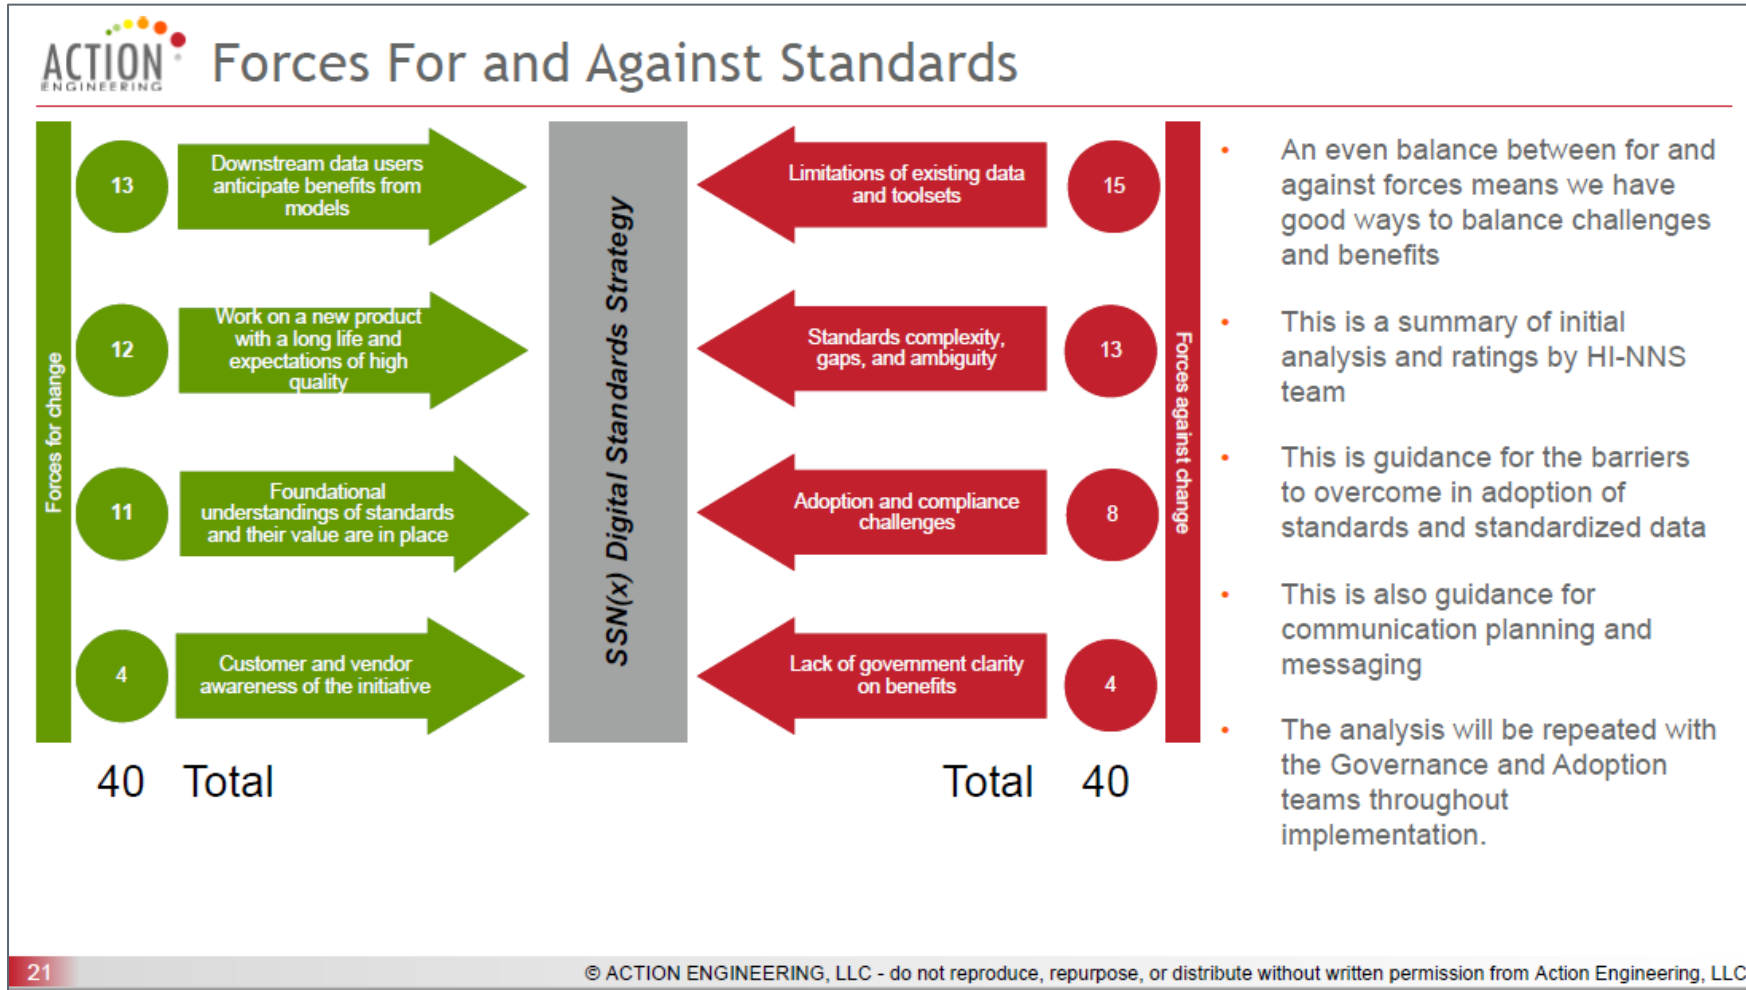 ACTION
ENGINEERING
Forces For and Against Standards
Forces for change
13
Downstream data users
anticipate benefits from
models
12
Work on a new product
with a long life and
expectations of high
quality
11
Foundational
understandings of standards
and their value are in place
4
Customer and vendor
awareness of the initiative
40 Total
SSN(x) Digital Standards Strategy
Limitations of existing data
and toolsets
15
Standards complexity,
gaps, and ambiguity
13
Adoption and compliance
challenges
8
Lack of government clarity
on benefits
4
Forces against change
Total 40
• An even balance between for and
against forces means we have
good ways to balance challenges
and benefits
• This is a summary of initial
analysis and ratings by HI-NNS
team
• This is guidance for the barriers
to overcome in adoption of
standards and standardized data
• This is also guidance for
communication planning and
messaging
• The analysis will be repeated with
the Governance and Adoption
teams throughout
implementation.
21
© ACTION ENGINEERING, LLC - do not reproduce, repurpose, or distribute without written permission from Action Engineering, LLC